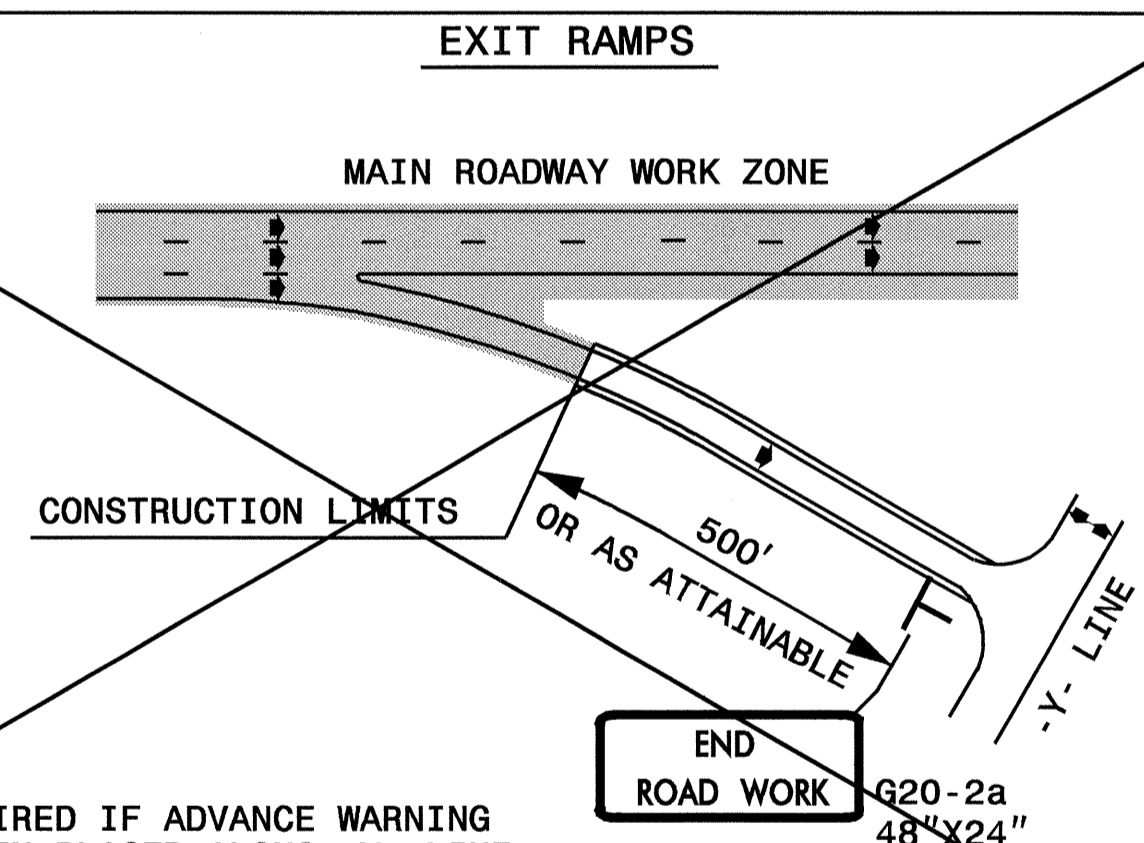 EXIT RAMPS
MAIN ROADWAY WORK ZONE
CONSTRUCTION LIMITS
500'
OR AS ATTAINABLE
-Y- LINE
END
ROAD WORK
G20-2a
48"X24"
IRED IF ADVANCE WARNING